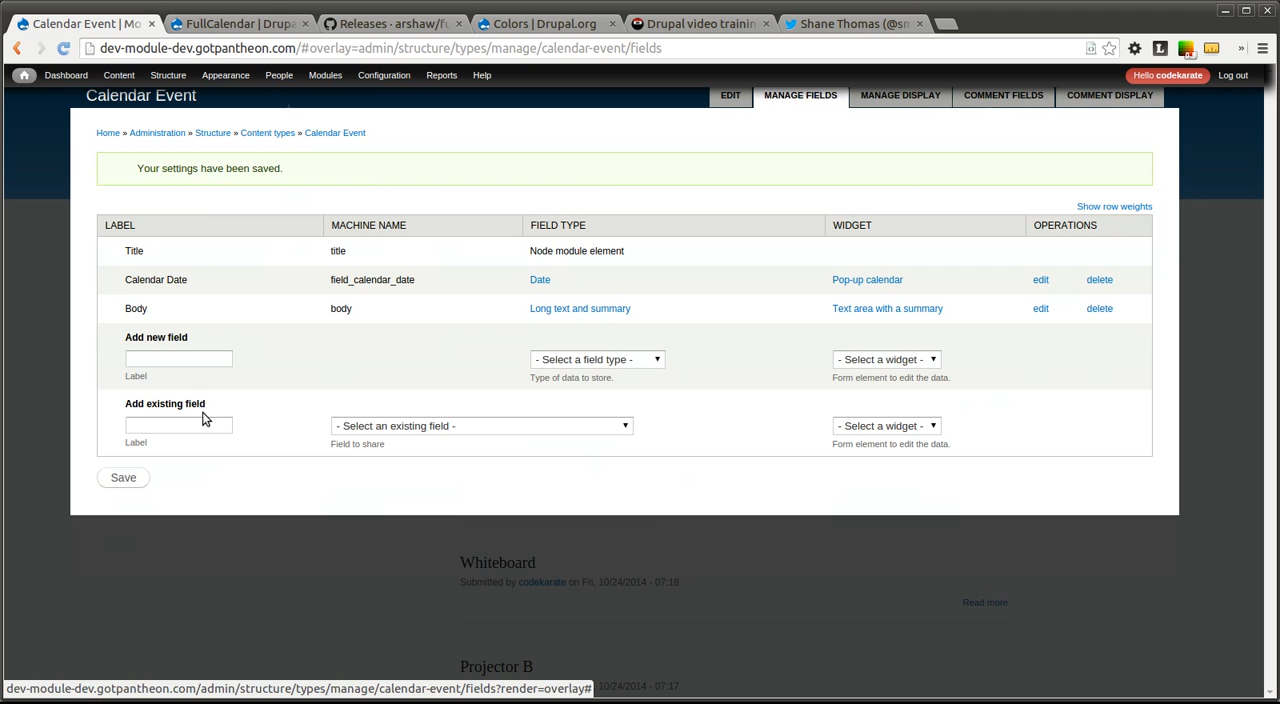 Calendar Event | Mo
FullCalendar | Drupa
Releases · arshaw/fu
Colors | Drupal.org
Drupal video trainin
Shane Thomas (@sm
dev-module-dev.gotpantheon.com/#overlay=admin/structure/types/manage/calendar-event/fields
Dashboard Content Structure Appearance People Modules Configuration Reports Help
Hello codekarate Log out
Calendar Event
EDIT MANAGE FIELDS MANAGE DISPLAY COMMENT FIELDS COMMENT DISPLAY
Home » Administration » Structure » Content types » Calendar Event
Your settings have been saved.
Show row weights
LABEL MACHINE NAME FIELD TYPE WIDGET OPERATIONS
Title title Node module element
Calendar Date field_calendar_date Date Pop-up calendar edit delete
Body body Long text and summary Text area with a summary edit delete
Add new field
- Select a field type - - Select a widget -
Label Type of data to store. Form element to edit the data.
Add existing field
- Select an existing field - - Select a widget -
Label Field to share Form element to edit the data.
Save
Whiteboard
Submitted by codekarate on Fri, 10/24/2014 - 07:18
Read more
Projector B
10/24/2014 - 07:17
dev-module-dev.gotpantheon.com/admin/structure/types/manage/calendar-event/fields?render=overlay#